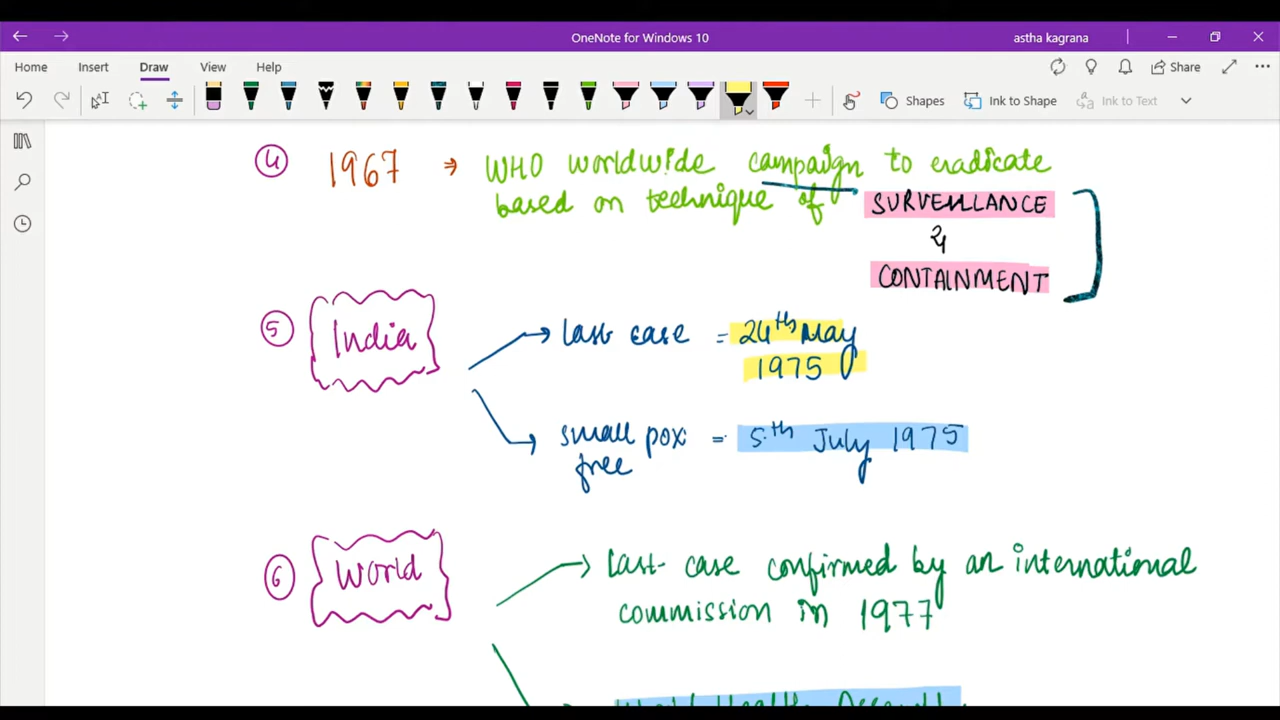 OneNote for Windows 10
astha kagrana
Home Insert Draw View Help
Share
Shapes
Ink to Shape
Ink to Text
4 1967 → WHO worldwide campaign to eradicate
based on technique of SURVEILLANCE
&
CONTAINMENT
5 India
last case = 24th May
1975
small pox = 5th July 1975
free
6 World
last case confirmed by an international
commission in 1977